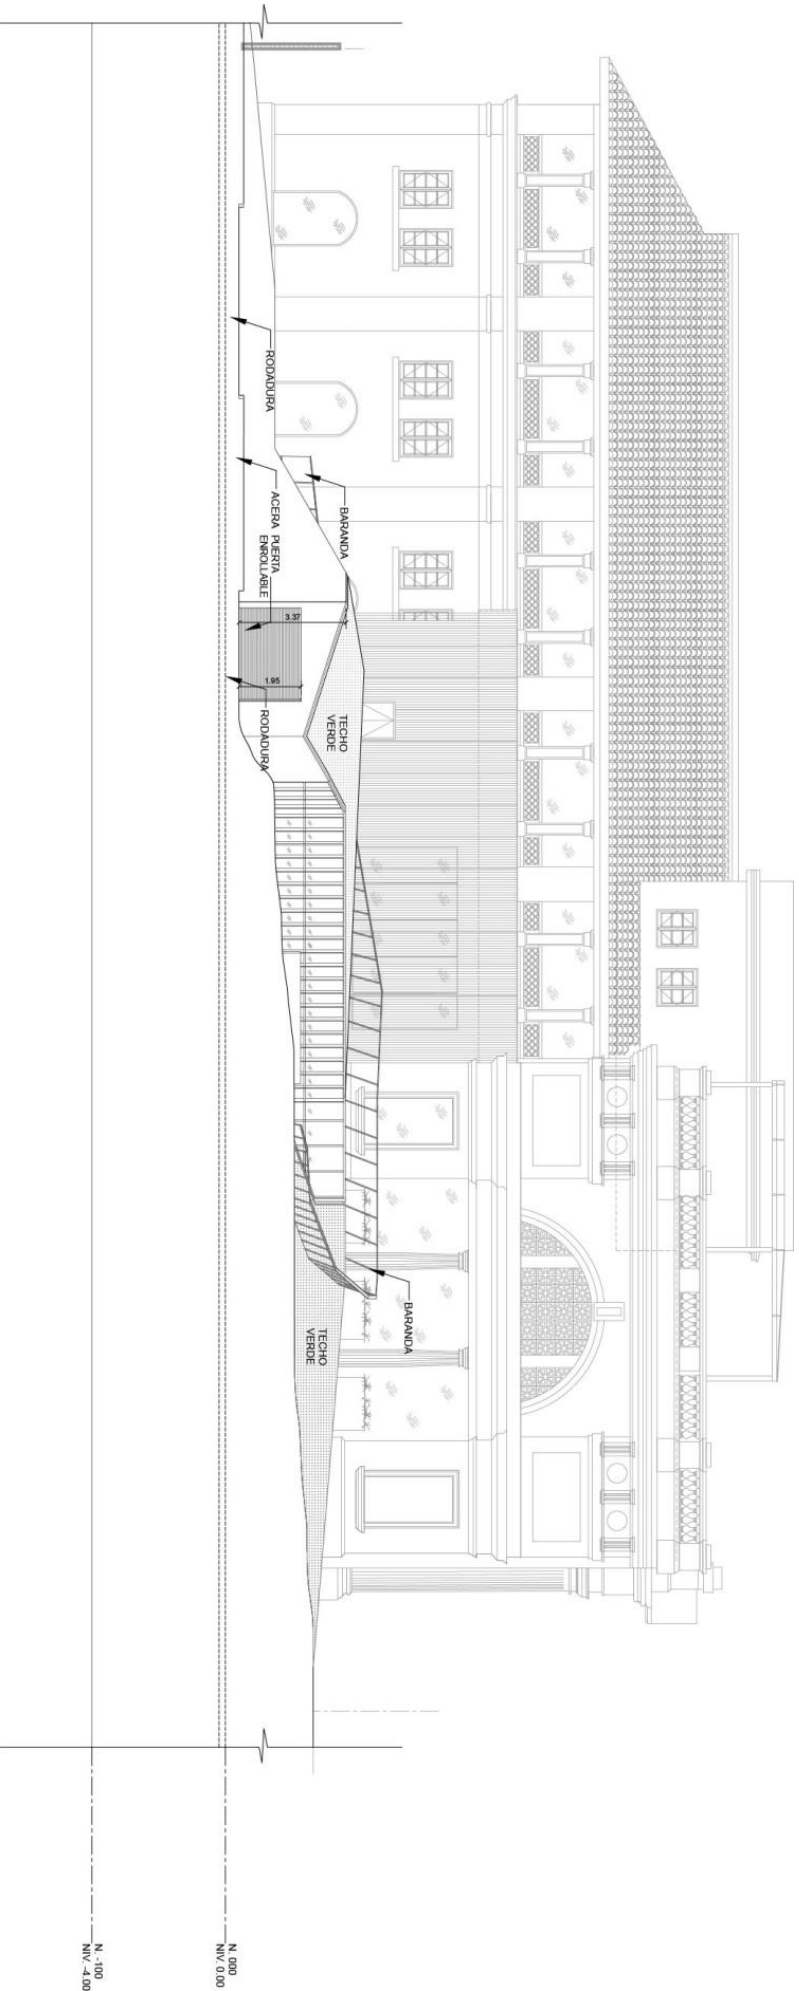 RODADURA
ACERA
PUERTA
ENROLLABLE
BARANDA
3.37
1.95
RODADURA
TECHO
VERDE
BARANDA
TECHO
VERDE
N. 000
NIV. 0.00
N. -100
NIV. -4.00